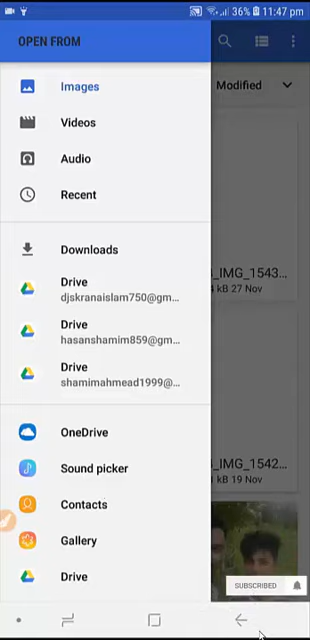 36% 11:47 pm
OPEN FROM
Images
Modified
Videos
Audio
Recent
Downloads
Drive
djskranaislam750@gm...
_IMG_1543...
kB 27 Nov
Drive
hasanshamim859@gm...
Drive
shamimahmead1999@...
OneDrive
Sound picker
_IMG_1542...
kB 19 Nov
Contacts
Gallery
Drive
SUBSCRIBED